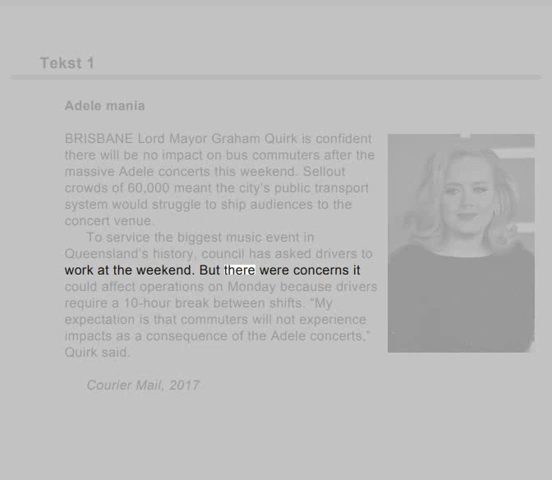 Tekst 1
Adele mania
BRISBANE Lord Mayor Graham Quirk is confident
there will be no impact on bus commuters after the
massive Adele concerts this weekend. Sellout
crowds of 60,000 meant the city's public transport
system would struggle to ship audiences to the
concert venue.
To service the biggest music event in
Queensland's history, council has asked drivers to
work at the weekend. But there were concerns it
could affect operations on Monday because drivers
require a 10-hour break between shifts. "My
expectation is that commuters will not experience
impacts as a consequence of the Adele concerts,"
Quirk said.
Courier Mail, 2017